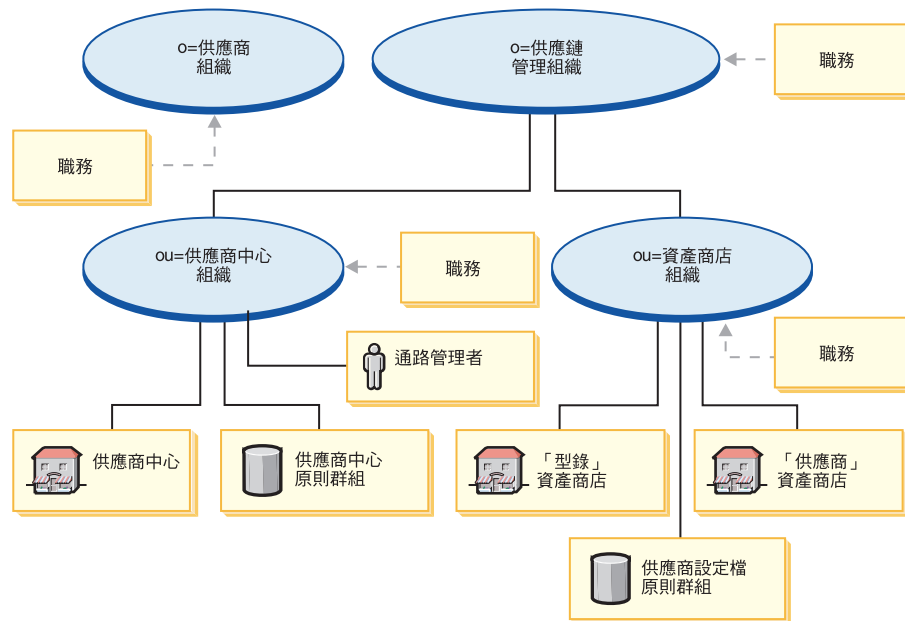 o=供應商
組織
o=供應鏈
管理組織
職務
職務
ou=供應商中心
組織
職務
ou=資產商店
組織
職務
通路管理者
供應商中心
供應商中心
原則群組
「型錄」
資產商店
「供應商」
資產商店
供應商設定檔
原則群組